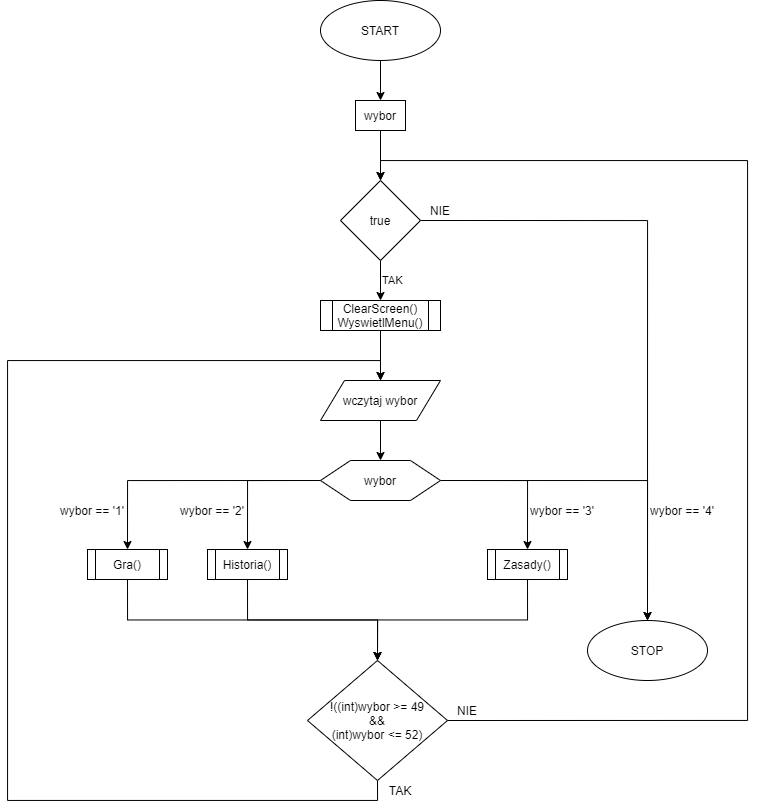 START
wybor
true
NIE
TAK
ClearScreen()
WyswietlMenu()
wczytaj wybor
wybor
wybor == '1'
wybor == '2'
wybor == '3'
wybor == '4'
Gra()
Historia()
Zasady()
STOP
!((int)wybor >= 49
&&
(int)wybor <= 52)
NIE
TAK